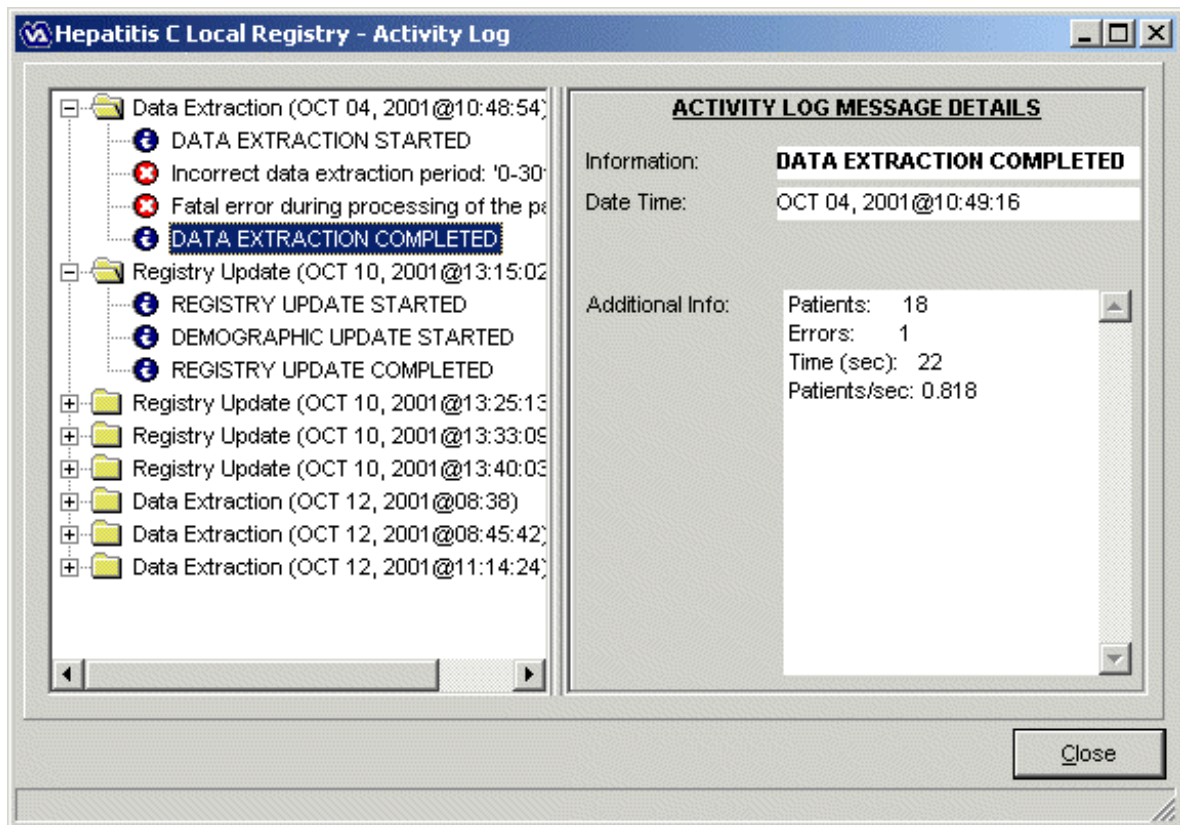 Hepatitis C Local Registry - Activity Log
Data Extraction (OCT 04, 2001@10:48:54)
DATA EXTRACTION STARTED
Incorrect data extraction period: '0-30'
Fatal error during processing of the
DATA EXTRACTION COMPLETED
Registry Update (OCT 10, 2001@13:15:02
REGISTRY UPDATE STARTED
DEMOGRAPHIC UPDATE STARTED
REGISTRY UPDATE COMPLETED
Registry Update (OCT 10, 2001@13:25:13
Registry Update (OCT 10, 2001@13:33:09
Registry Update (OCT 10, 2001@13:40:03
Data Extraction (OCT 12, 2001@08:38)
Data Extraction (OCT 12, 2001@08:45:42)
Data Extraction (OCT 12, 2001@11:14:24)
ACTIVITY LOG MESSAGE DETAILS
Information: DATA EXTRACTION COMPLETED
Date Time: OCT 04, 2001@10:49:16
Additional Info: Patients: 18
Errors: 1
Time (sec): 22
Patients/sec: 0.818
Close